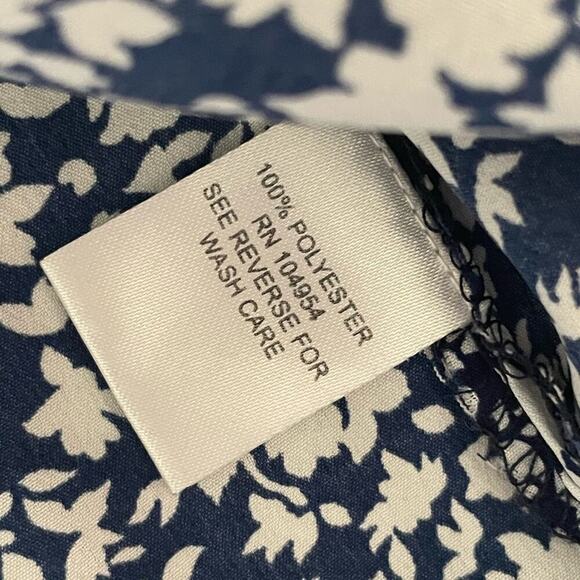 100% POLYESTER
RN 104954
SEE REVERSE FOR
WASH CARE